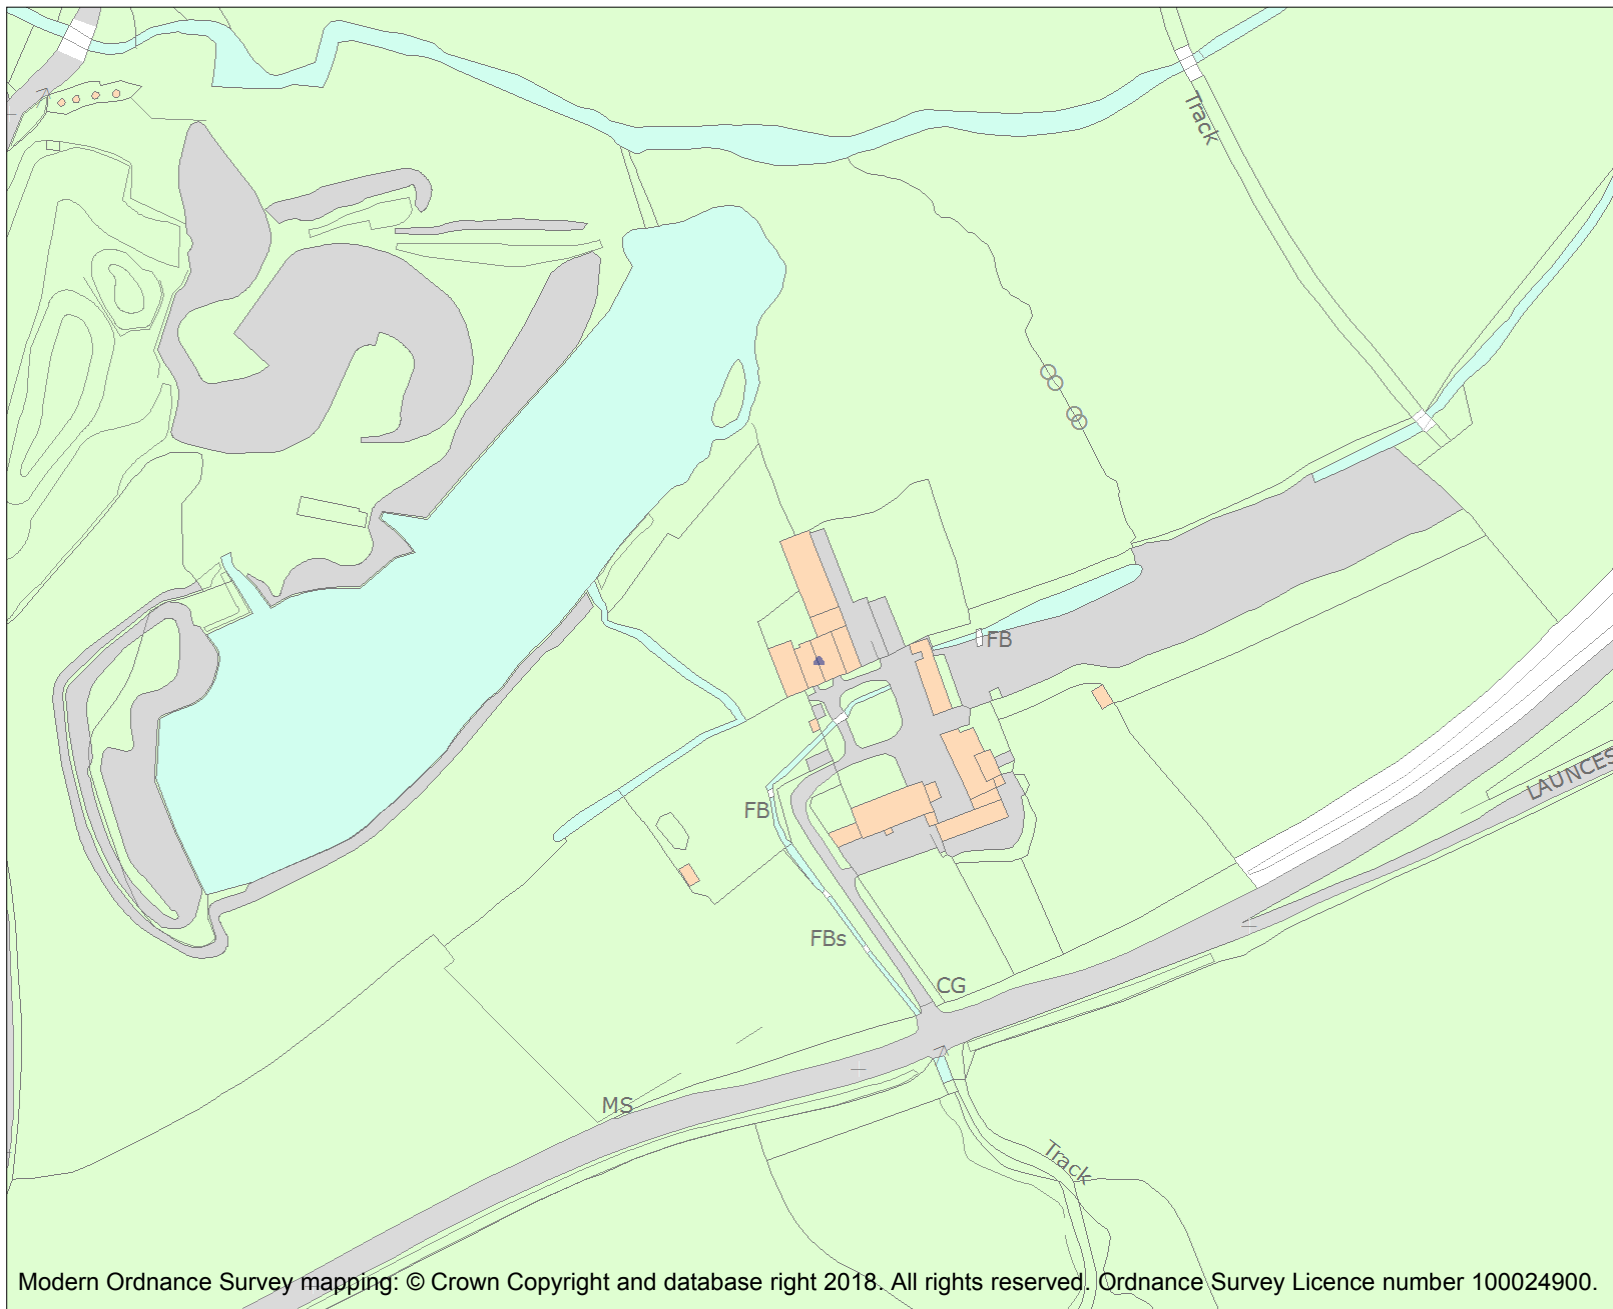 Track
FB
LAUNCES
FB
FBs
CG
MS
Track
Modern Ordnance Survey mapping: © Crown Copyright and database right 2018. All rights reserved. Ordnance Survey Licence number 100024900.